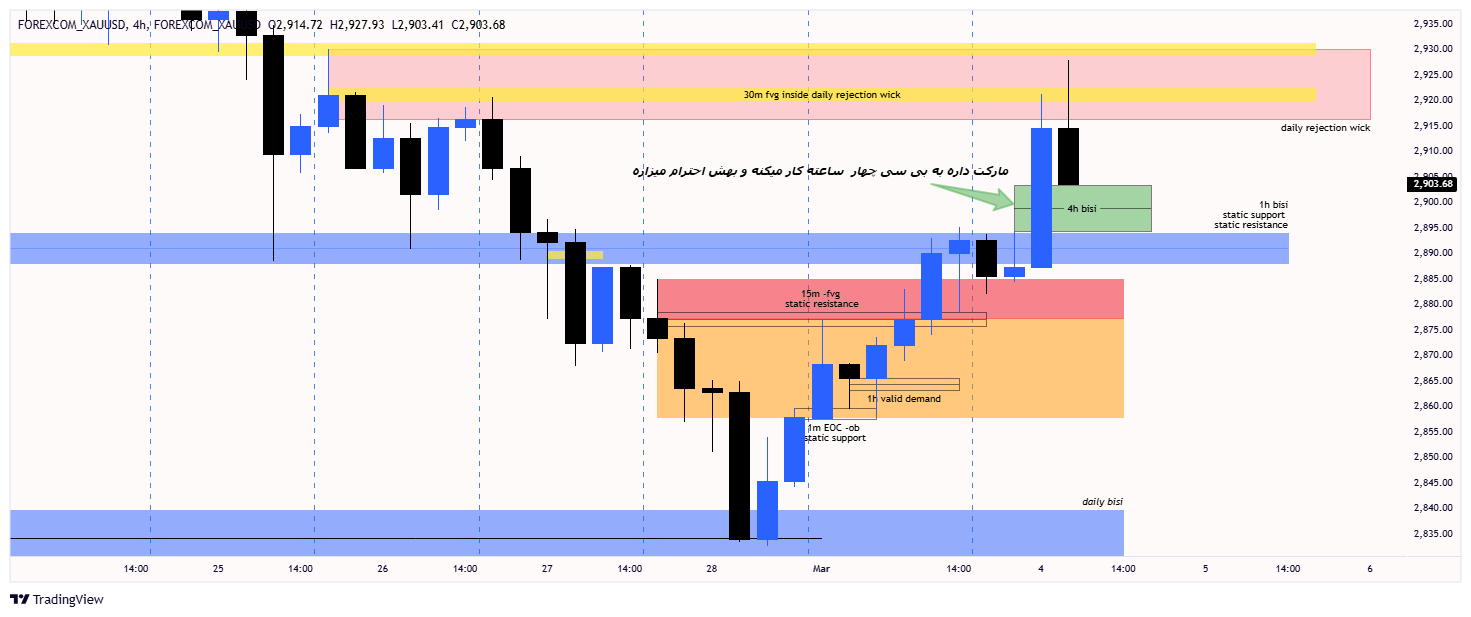 FOREXCOM_XAUUSD, 4h, FOREXCOM_XAUUSD O2,914.72 H2,927.93 L2,903.41 C2,903.68
2,935.00
2,930.00
2,925.00
30m fvg inside daily rejection wick
2,920.00
2,915.00
daily rejection wick
2,910.00
مارکت داره به بی سی چهار ساعته کار میکنه و بهش احترام میزاره
2,905.00
2,903.68
2,900.00
4h bisi
1h bisi
static support
static resistance
2,895.00
2,890.00
2,885.00
15m -fvg
static resistance
2,880.00
2,875.00
2,870.00
2,865.00
1h valid demand
2,860.00
1m EOC -ob
static support
2,855.00
2,850.00
2,845.00
daily bisi
2,840.00
2,835.00
14:00 25 14:00 26 14:00 27 14:00 28 Mar 14:00 4 14:00 5 14:00 6
TradingView